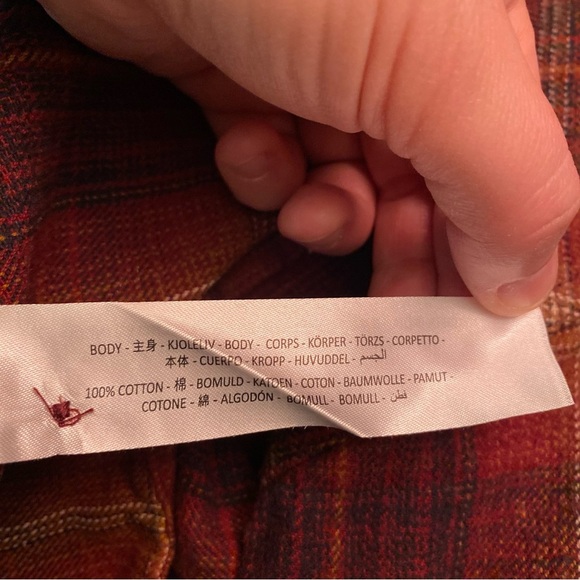 BODY - 主身 - KJOLELIV - BODY - CORPS - KÖRPER - TÖRZS - CORPETTO -
本体 - CUERPO - KROPP - HUVUDDEL - الجسم
100% COTTON - 棉 - BOMULD - KATOEN - COTON - BAUMWOLLE - PAMUT -
COTONE - 綿 - ALGODÓN - BOMULL - BOMULL - قطن